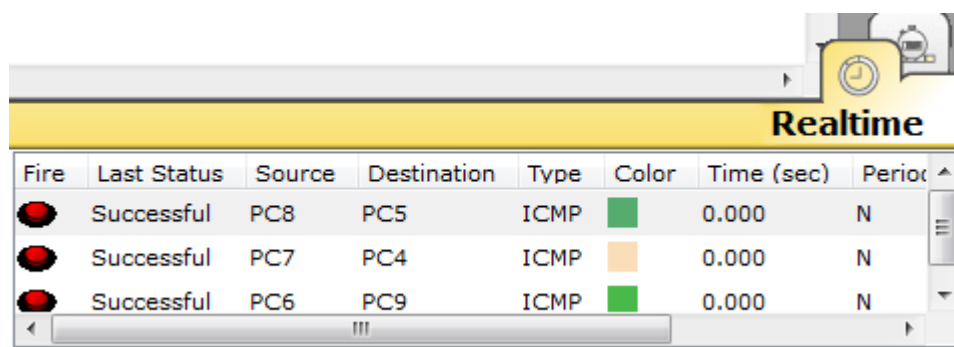 Realtime
Fire Last Status Source Destination Type Color Time (sec) Perioc
Successful PC8 PC5 ICMP 0.000 N
Successful PC7 PC4 ICMP 0.000 N
Successful PC6 PC9 ICMP 0.000 N